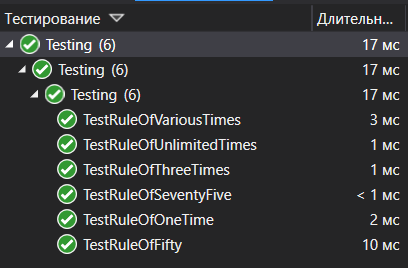 Тестирование Длительн...
Testing (6) 17 мс
Testing (6) 17 мс
Testing (6) 17 мс
TestRuleOfVariousTimes 3 мс
TestRuleOfUnlimitedTimes 1 мс
TestRuleOfThreeTimes 1 мс
TestRuleOfSeventyFive < 1 мс
TestRuleOfOneTime 2 мс
TestRuleOfFifty 10 мс